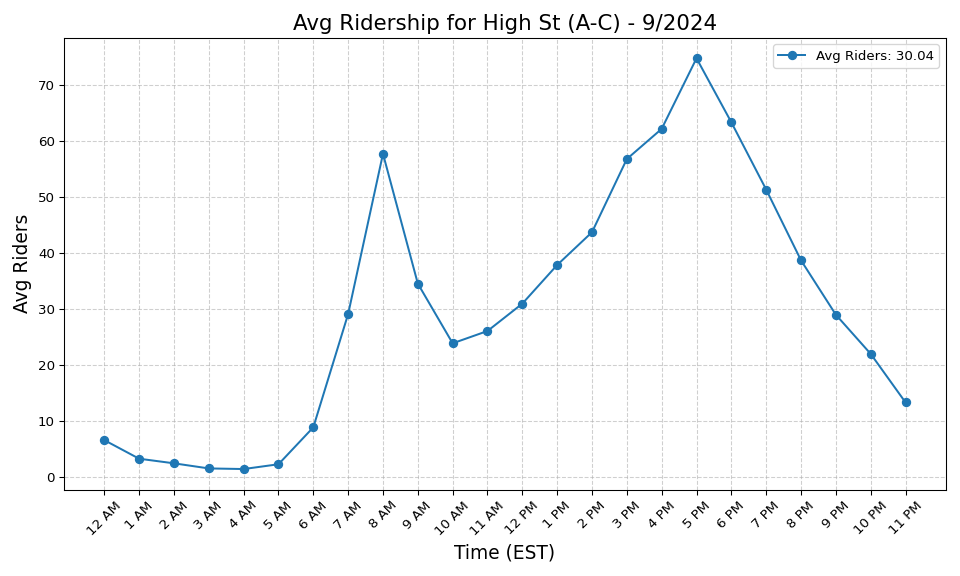 Avg Ridership for High St (A-C) - 9/2024
Avg Riders: 30.04
Avg Riders
70
60
50
40
30
20
10
0
12 AM
1 AM
2 AM
3 AM
4 AM
5 AM
6 AM
7 AM
8 AM
9 AM
10 AM
11 AM
12 PM
1 PM
2 PM
3 PM
4 PM
5 PM
6 PM
7 PM
8 PM
9 PM
10 PM
11 PM
Time (EST)